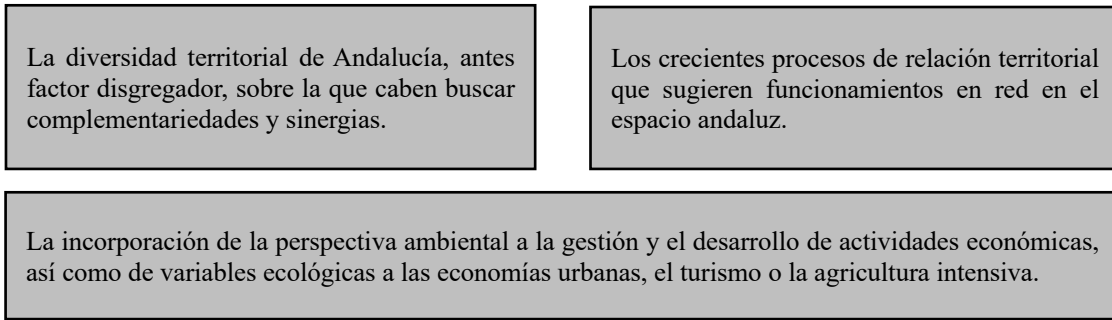 La diversidad territorial de Andalucía, antes
factor disgregador, sobre la que caben buscar
complementariedades y sinergias.
Los crecientes procesos de relación territorial
que sugieren funcionamientos en red en el
espacio andaluz.
La incorporación de la perspectiva ambiental a la gestión y el desarrollo de actividades económicas,
así como de variables ecológicas a las economías urbanas, el turismo o la agricultura intensiva.